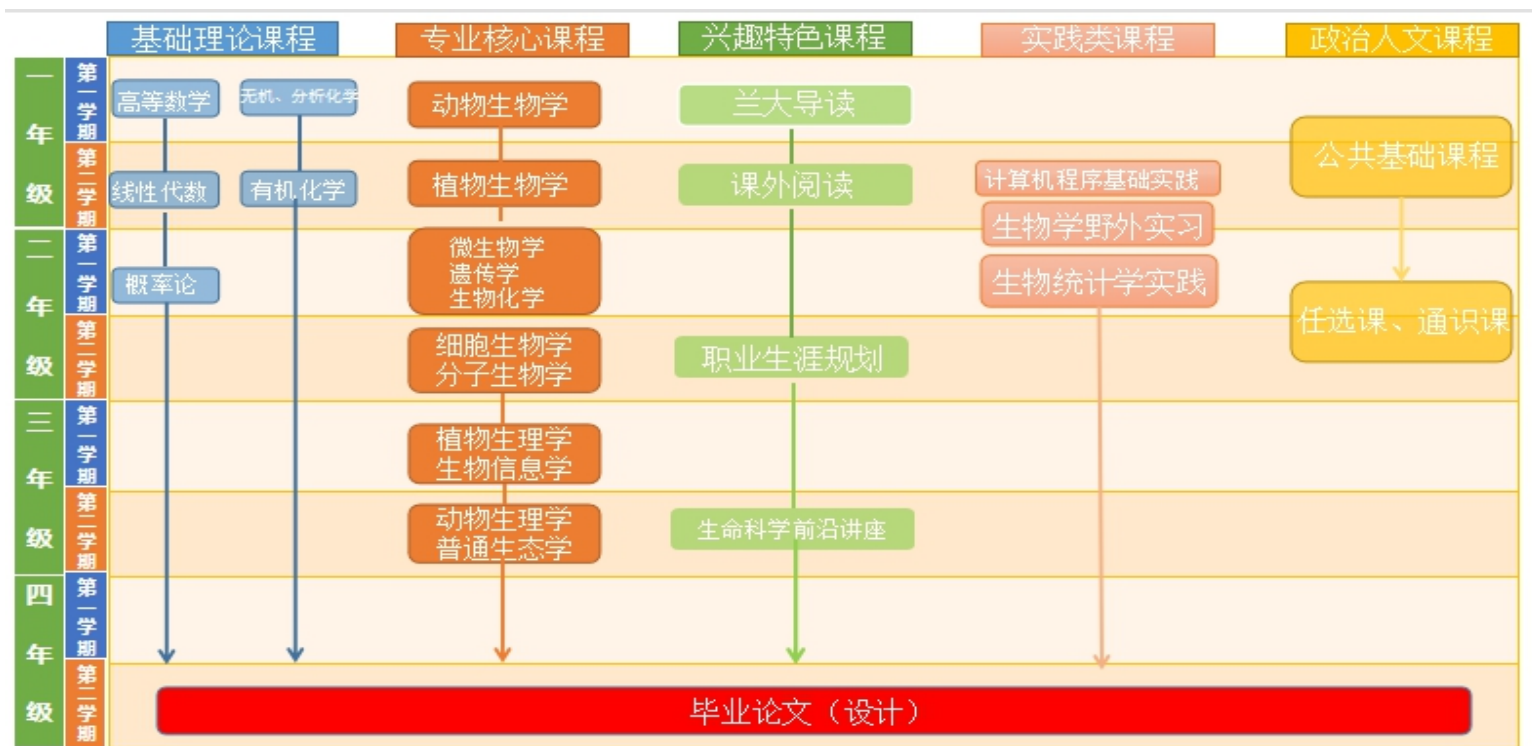 基础理论课程 专业核心课程 兴趣特色课程 实践类课程 政治人文课程
一年级
第一学期
高等数学 无机、分析化学 动物生物学 兰大导读
公共基础课程
第二学期
线性代数 有机化学 植物生物学 课外阅读 计算机程序基础实践
生物学野外实习
二年级
第一学期
概率论
微生物学
遗传学
生物化学
生物统计学实践
任选课、通识课
第二学期
细胞生物学
分子生物学
职业生涯规划
三年级
第一学期
植物生理学
生物信息学
第二学期
动物生理学
普通生态学
生命科学前沿讲座
四年级
第一学期
第二学期
毕业论文（设计）